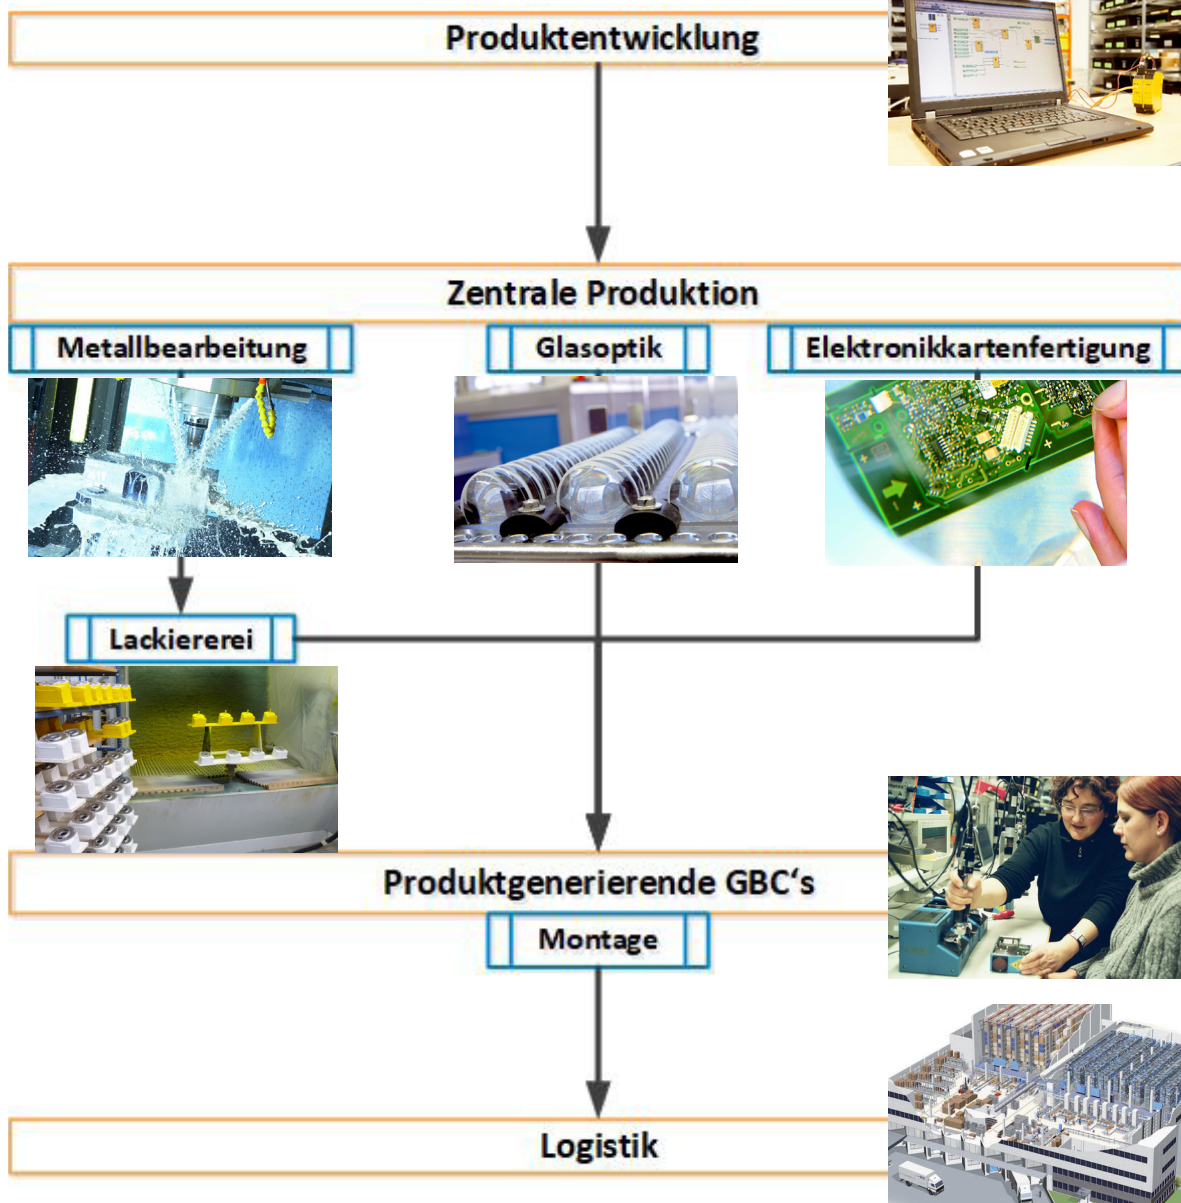 Produktentwicklung
Zentrale Produktion
Metallbearbeitung
Glasoptik
Elektronikkartenfertigung
Lackiererei
Produktgenerierende GBC‘s
Montage
Logistik